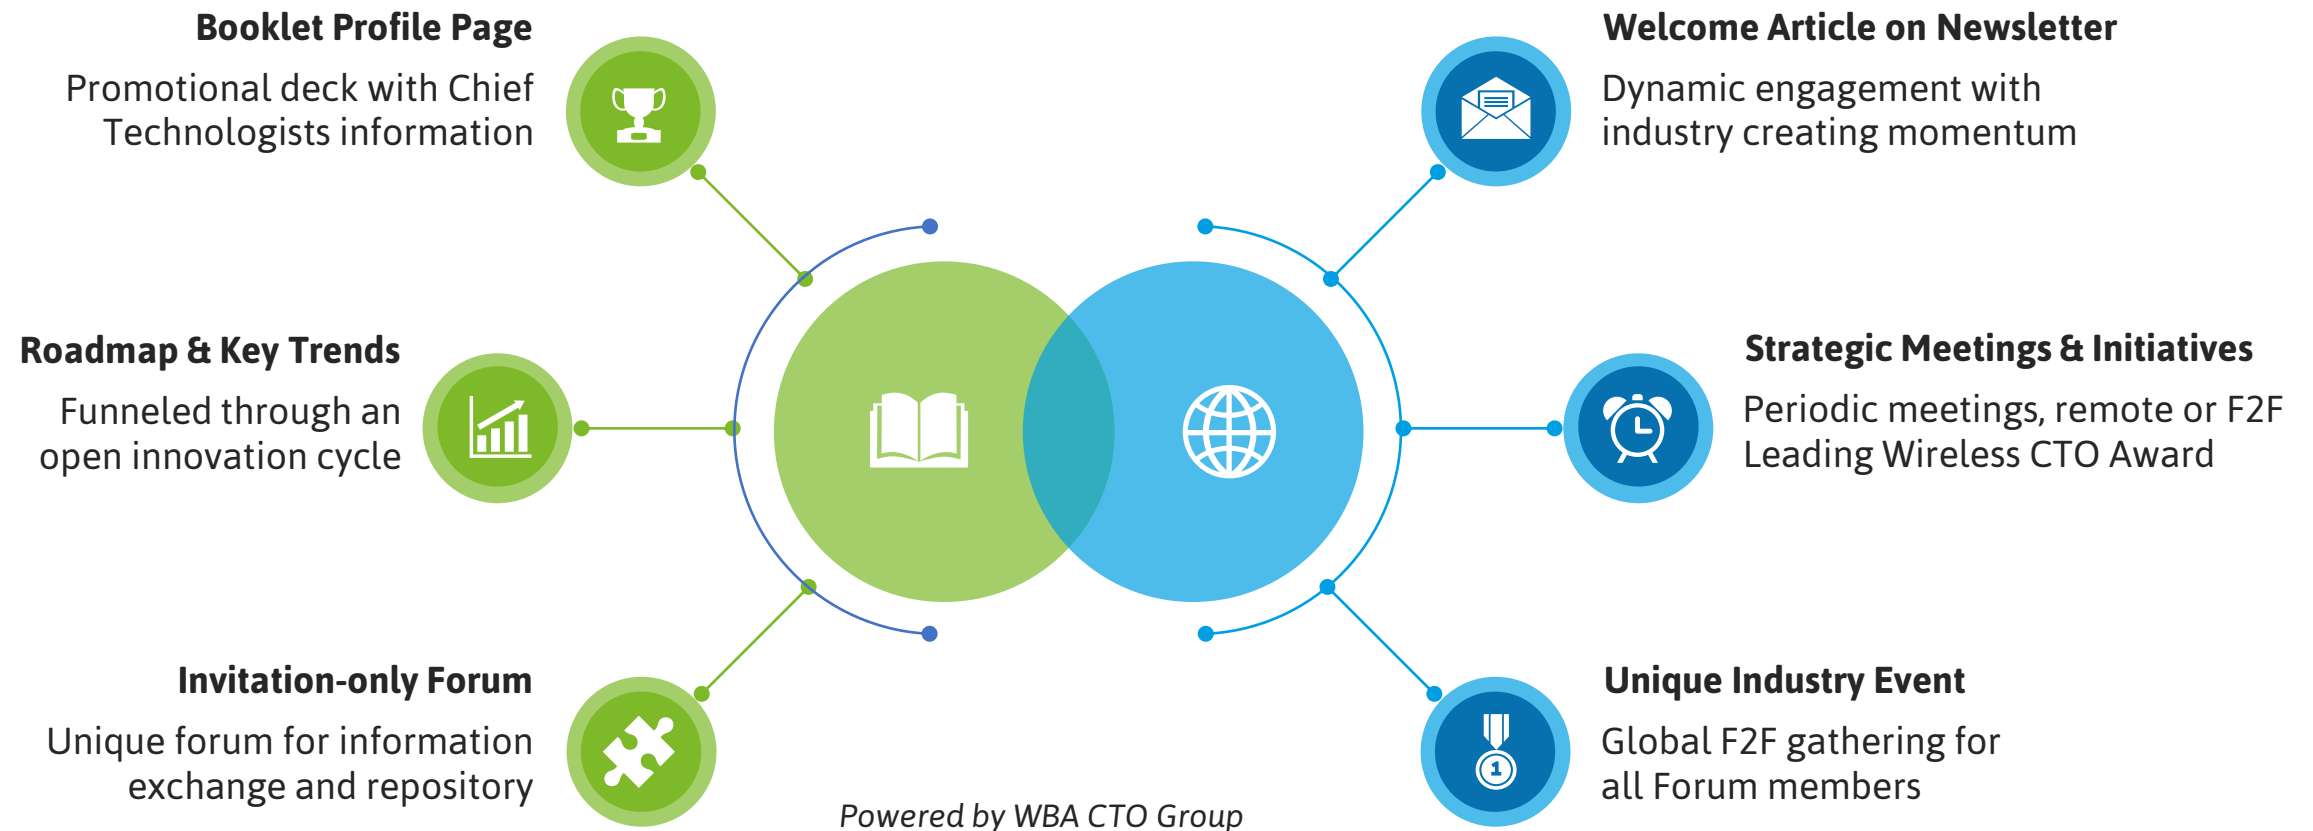 Booklet Profile Page
Promotional deck with Chief
Technologists information
Roadmap & Key Trends
Funneled through an
open innovation cycle
Invitation-only Forum
Unique forum for information
exchange and repository
Welcome Article on Newsletter
Dynamic engagement with
industry creating momentum
Strategic Meetings & Initiatives
Periodic meetings, remote or F2F
Leading Wireless CTO Award
Unique Industry Event
Global F2F gathering for
all Forum members
1
Powered by WBA CTO Group